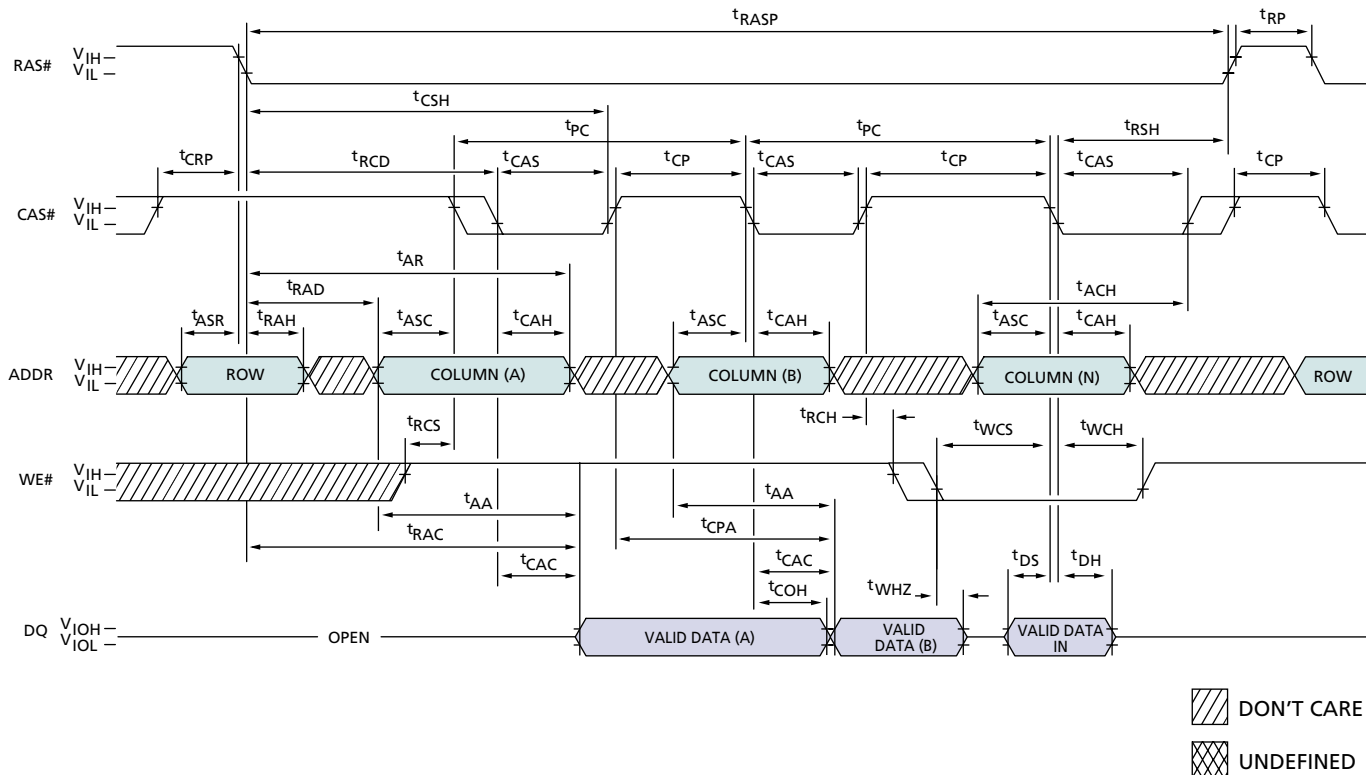 tRASP
tRP
RAS#
VIH
VIL
tCSH
tPC
tPC
tRSH
tCRP
tRCD
tCAS
tCP
tCAS
tCP
tCAS
tCP
CAS#
VIH
VIL
tAR
tRAD
tACH
tASR
tRAH
tASC
tCAH
tASC
tCAH
tASC
tCAH
ADDR
VIH
VIL
ROW
COLUMN (A)
COLUMN (B)
COLUMN (N)
ROW
tRCS
tRCH
tWCS
tWCH
WE#
VIH
VIL
tAA
tAA
tRAC
tCPA
tCAC
tCAC
tDS
tDH
tCOH
tWHZ
DQ
VIOH
VIOL
OPEN
VALID DATA (A)
VALID
DATA (B)
VALID DATA
IN
DON'T CARE
UNDEFINED